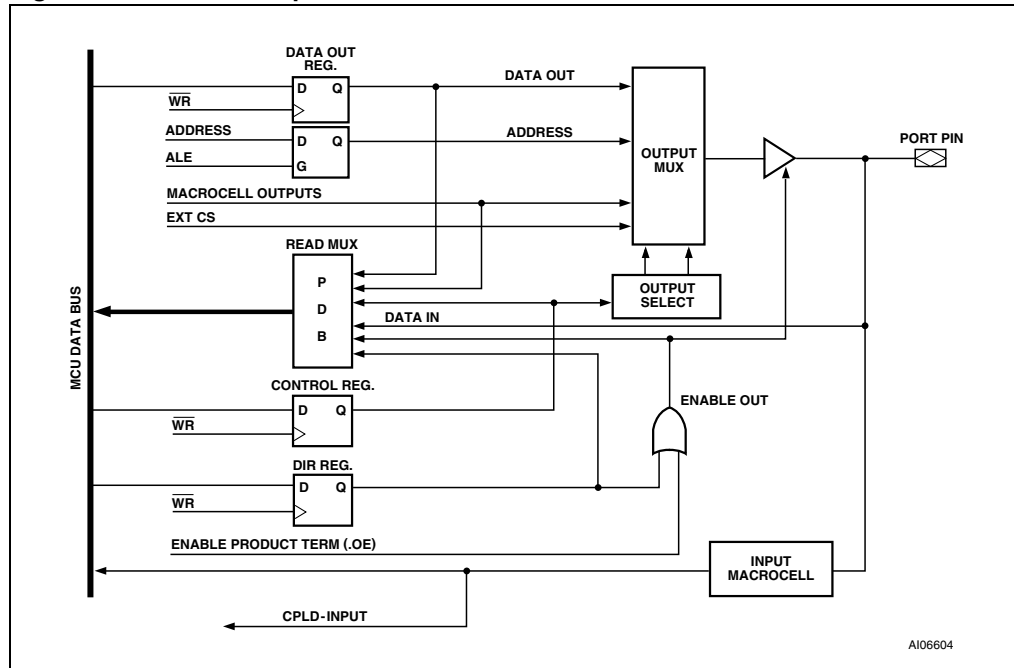 DATA OUT
REG.
D Q
WR
DATA OUT
ADDRESS
D Q
ADDRESS
ALE
G
OUTPUT
MUX
PORT PIN
MACROCELL OUTPUTS
EXT CS
READ MUX
P
D
B
OUTPUT
SELECT
DATA IN
MCU DATA BUS
CONTROL REG.
D Q
WR
ENABLE OUT
DIR REG.
D Q
WR
ENABLE PRODUCT TERM (.OE)
INPUT
MACROCELL
CPLD-INPUT
AI06604